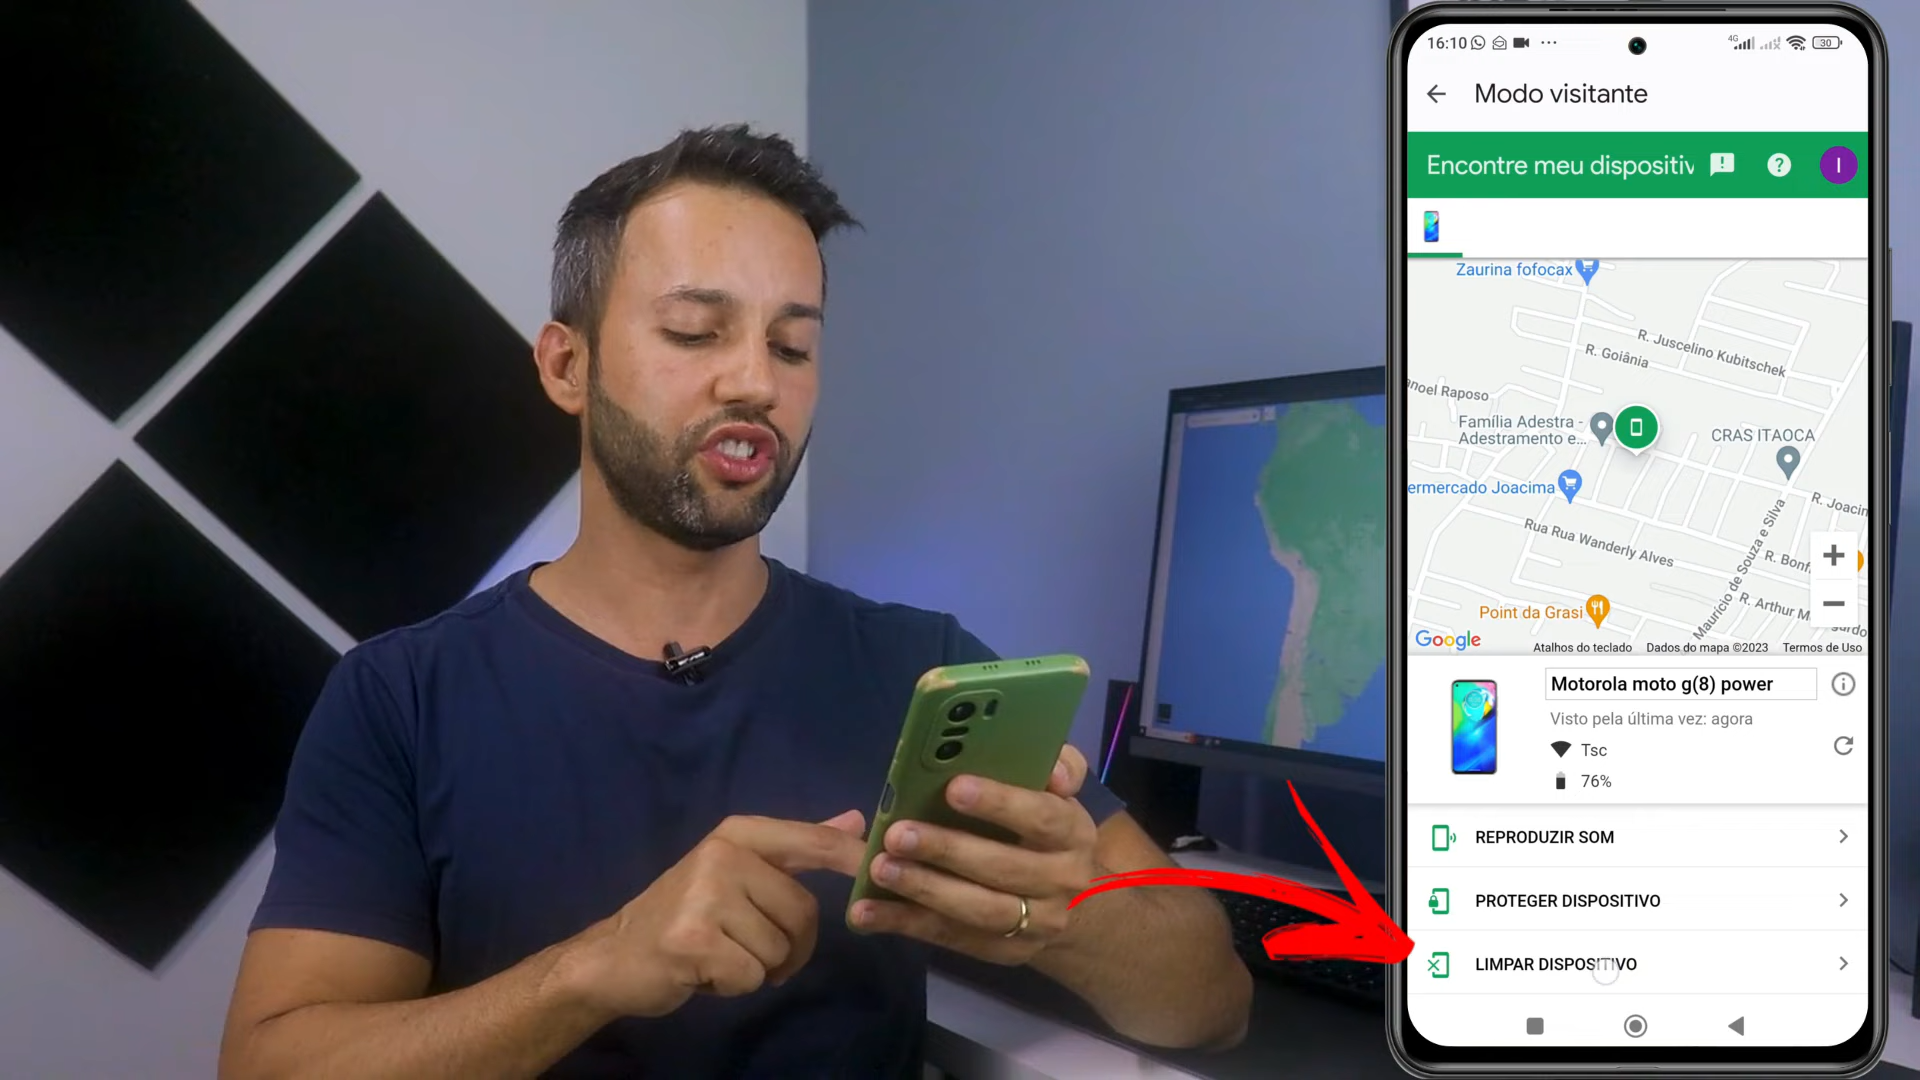 16:10
4G
30
Modo visitante
Encontre meu dispositiv
I
Zaurina fofocax
R. Juscelino Kubitschek
R. Goiânia
anoel Raposo
Família Adestra -
Adestramento e...
CRAS ITAOCA
ermercado Joacima
R. Joacin
Rua Rua Wanderly Alves
Maurício de Souza e Silva
R. Bonf
R. Arthur M
Point da Grasi
Google
Atalhos do teclado
Dados do mapa ©2023
Termos de Uso
Motorola moto g(8) power
Visto pela última vez: agora
Tsc
76%
REPRODUZIR SOM
PROTEGER DISPOSITIVO
LIMPAR DISPOSITIVO